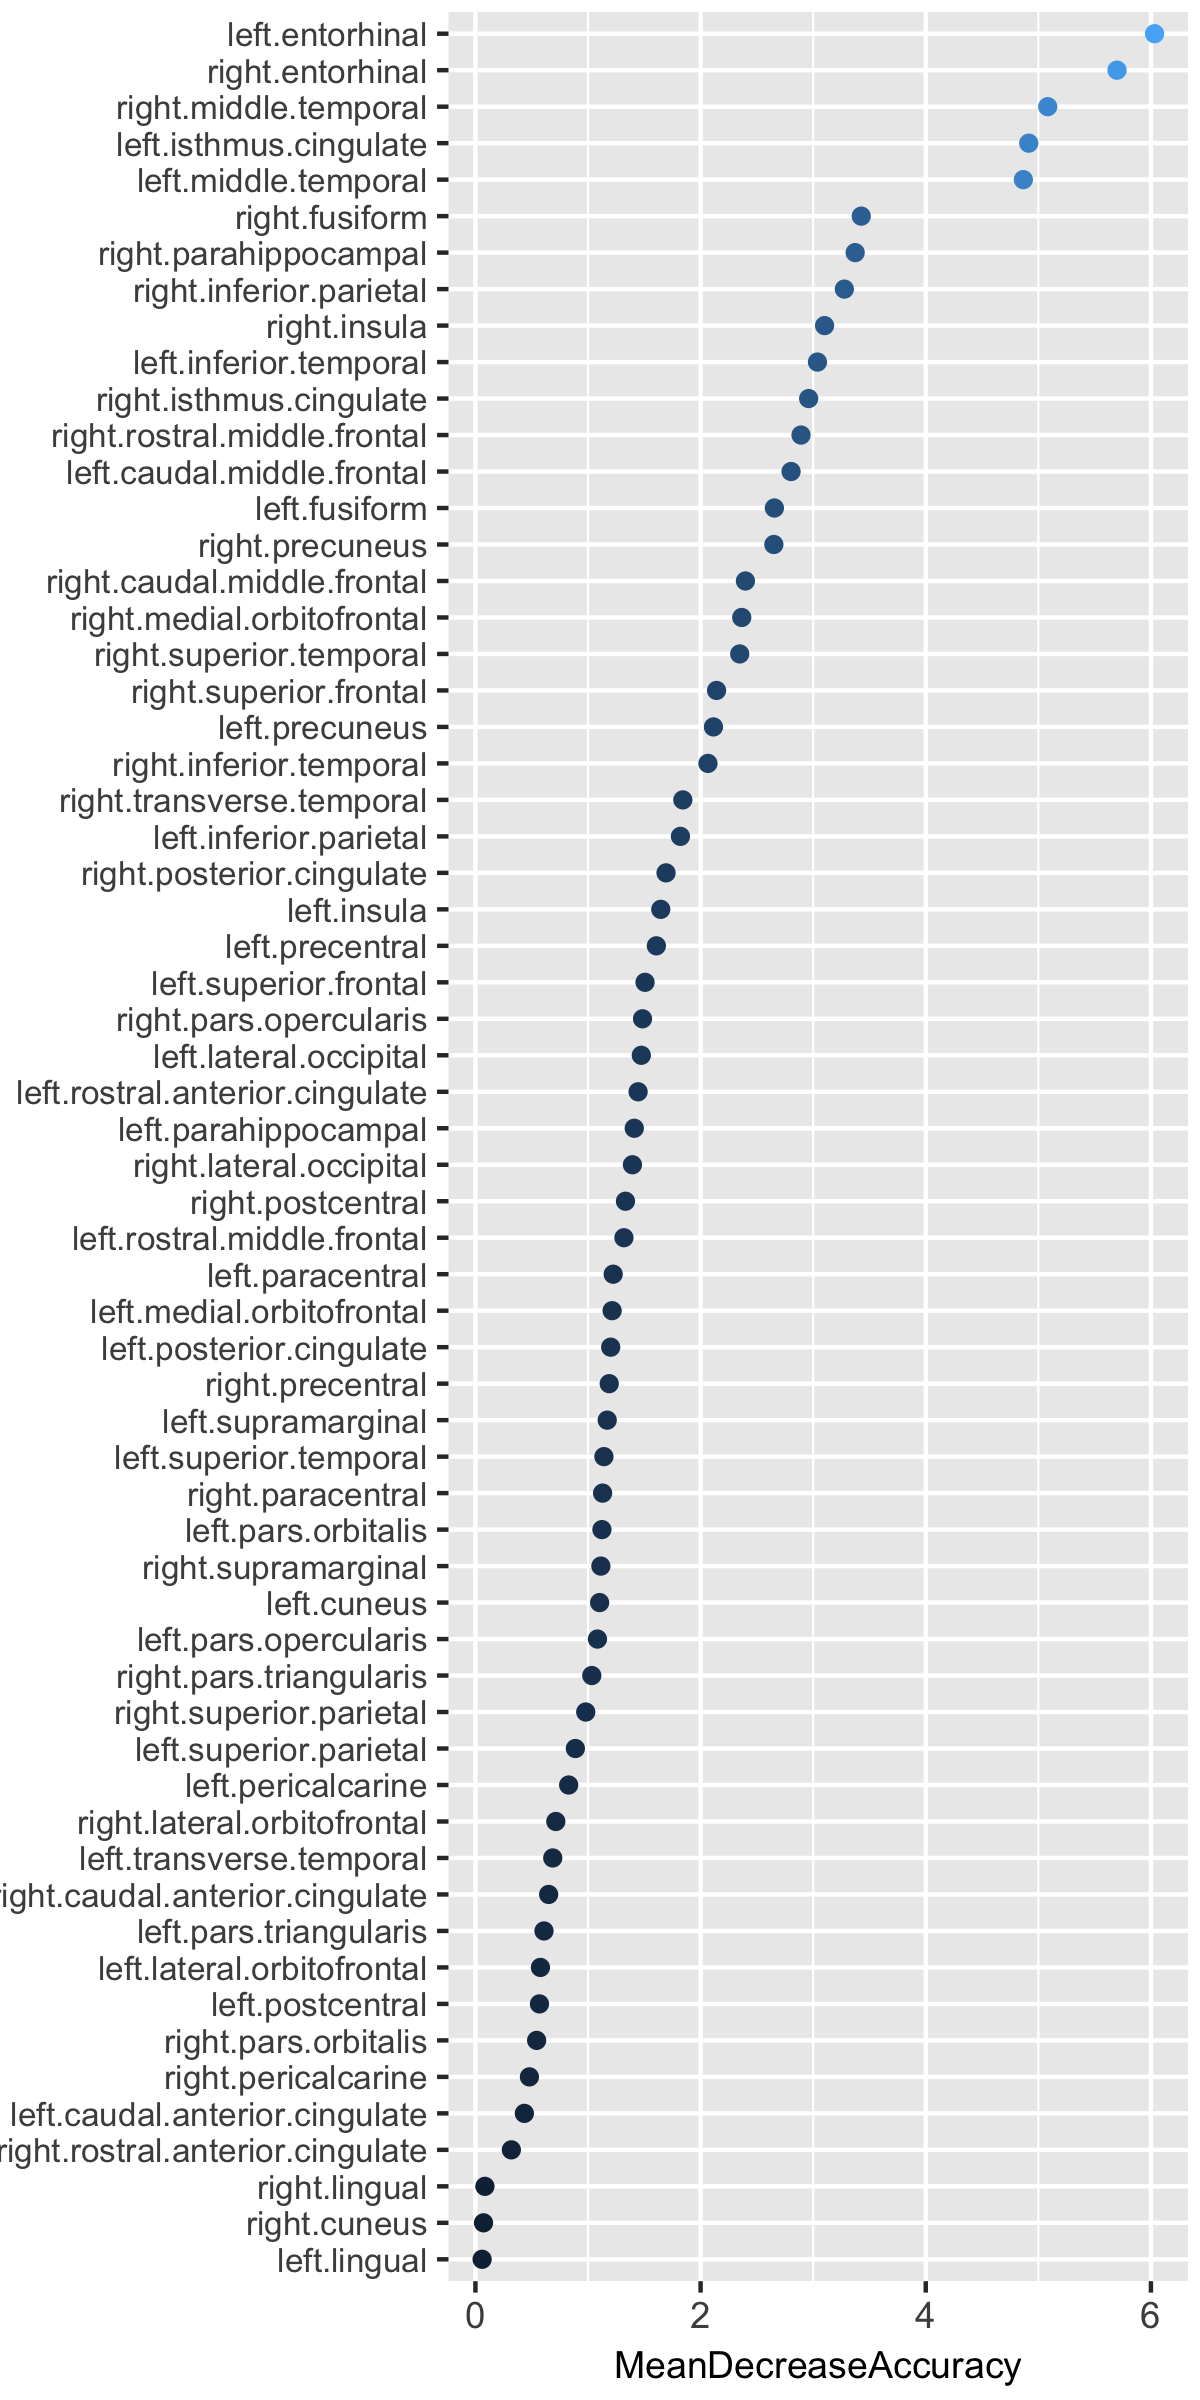 left.entorhinal
right.entorhinal
right.middle.temporal
left.isthmus.cingulate
left.middle.temporal
right.fusiform
right.parahippocampal
right.inferior.parietal
right.insula
left.inferior.temporal
right.isthmus.cingulate
right.rostral.middle.frontal
left.caudal.middle.frontal
left.fusiform
right.precuneus
right.caudal.middle.frontal
right.medial.orbitofrontal
right.superior.temporal
right.superior.frontal
left.precuneus
right.inferior.temporal
right.transverse.temporal
left.inferior.parietal
right.posterior.cingulate
left.insula
left.precentral
left.superior.frontal
right.pars.opercularis
left.lateral.occipital
left.rostral.anterior.cingulate
left.parahippocampal
right.lateral.occipital
right.postcentral
left.rostral.middle.frontal
left.paracentral
left.medial.orbitofrontal
left.posterior.cingulate
right.precentral
left.supramarginal
left.superior.temporal
right.paracentral
left.pars.orbitalis
right.supramarginal
left.cuneus
left.pars.opercularis
right.pars.triangularis
right.superior.parietal
left.superior.parietal
left.pericalcarine
right.lateral.orbitofrontal
left.transverse.temporal
right.caudal.anterior.cingulate
left.pars.triangularis
left.lateral.orbitofrontal
left.postcentral
right.pars.orbitalis
right.pericalcarine
left.caudal.anterior.cingulate
right.rostral.anterior.cingulate
right.lingual
right.cuneus
left.lingual
0 2 4 6
MeanDecreaseAccuracy